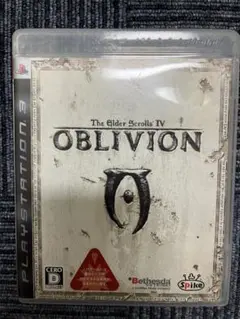 PLAYSTATION 3
The Elder Scrolls IV
OBLIVION
CERO
D
Bethesda
Spike